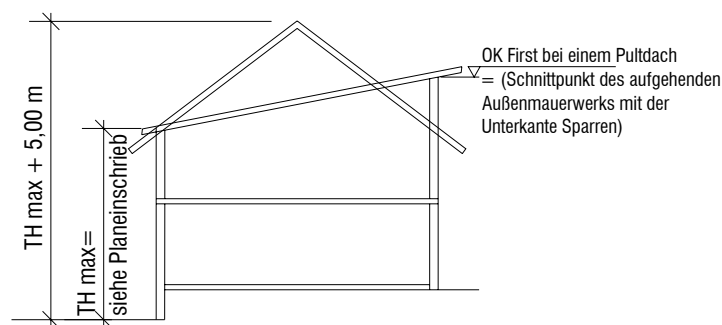 OK First bei einem Pultdach
= (Schnittpunkt des aufgehenden
Außenmauerwerks mit der
Unterkante Sparren)
TH max + 5,00 m
TH max=
siehe Planeinschrieb